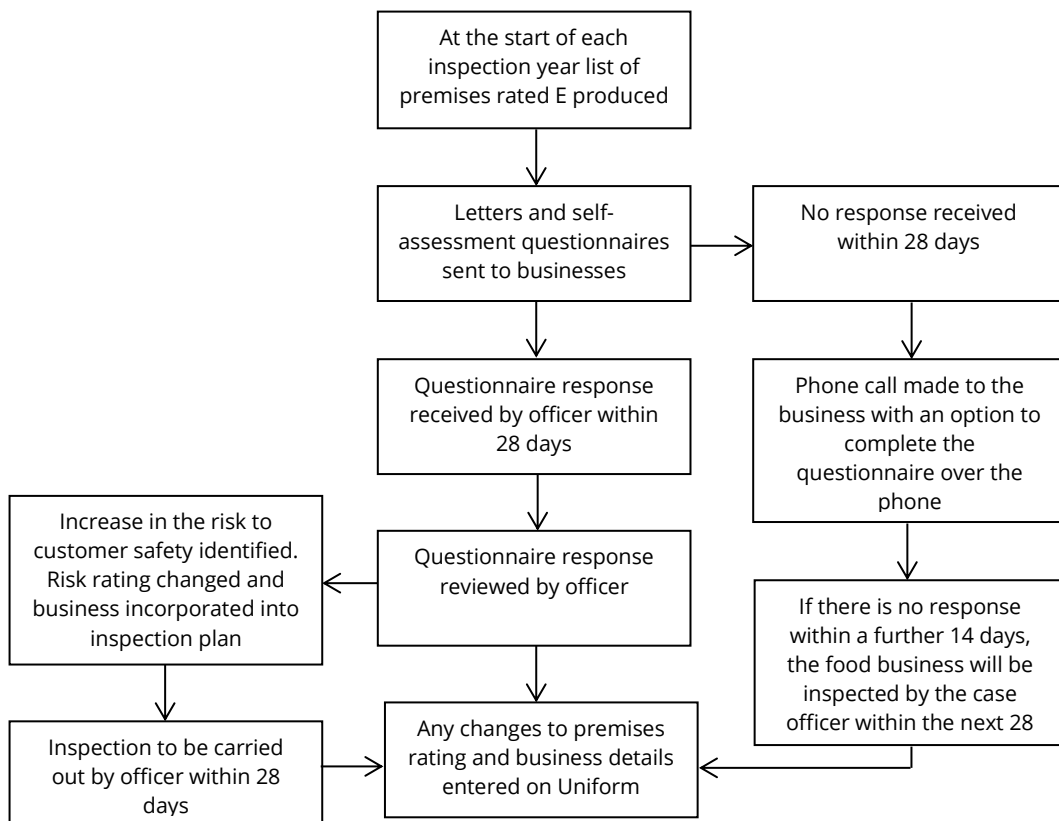 At the start of each
inspection year list of
premises rated E produced
Letters and self-
assessment questionnaires
sent to businesses
No response received
within 28 days
Questionnaire response
received by officer within
28 days
Phone call made to the
business with an option to
complete the
questionnaire over the
phone
Increase in the risk to
customer safety identified.
Risk rating changed and
business incorporated into
inspection plan
Questionnaire response
reviewed by officer
If there is no response
within a further 14 days,
the food business will be
inspected by the case
officer within the next 28
Inspection to be carried
out by officer within 28
days
Any changes to premises
rating and business details
entered on Uniform